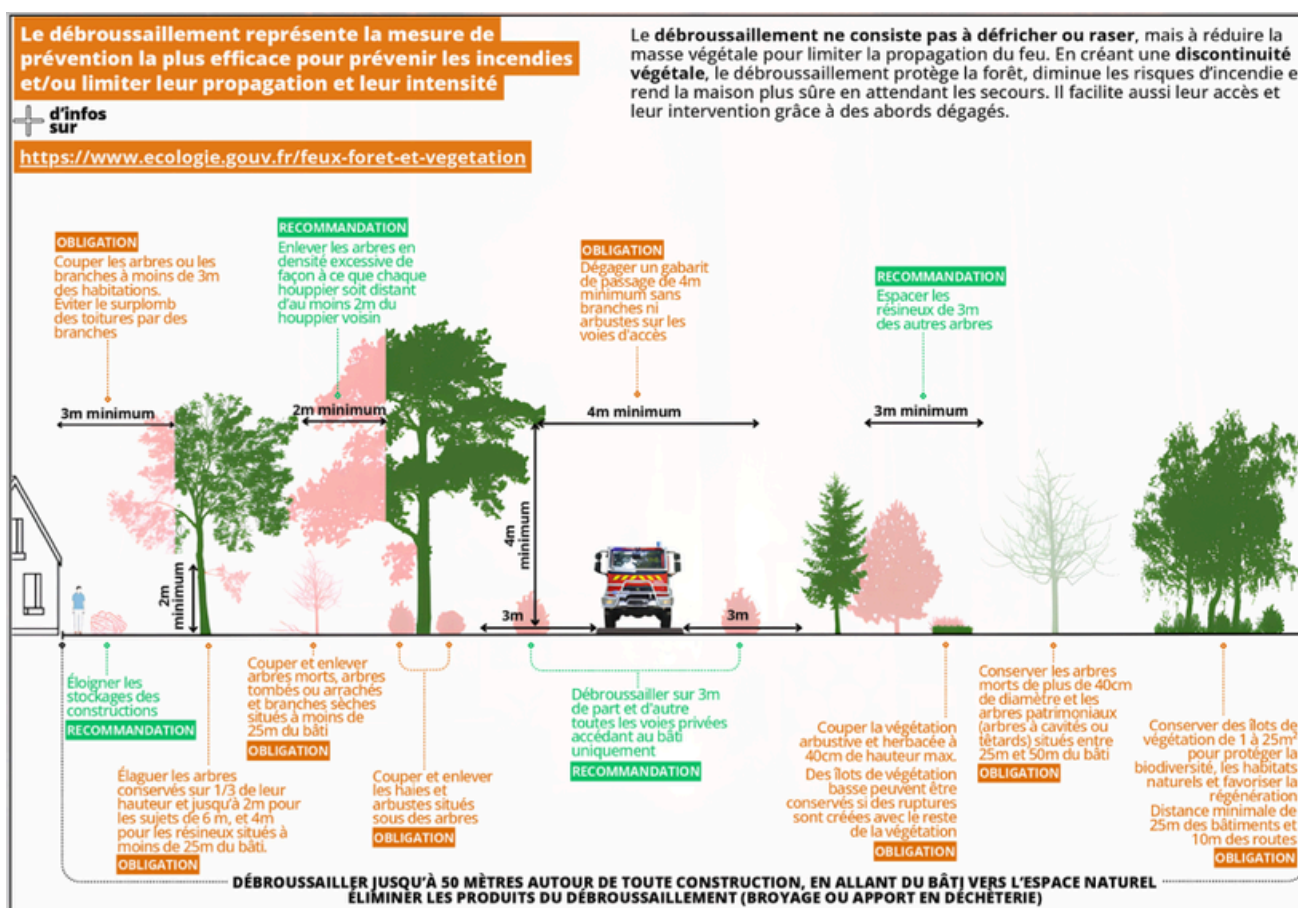 Le débroussaillement représente la mesure de
prévention la plus efficace pour prévenir les incendies
et/ou limiter leur propagation et leur intensité
d'infos
sur
https://www.ecologie.gouv.fr/feux-foret-et-vegetation
Le débroussaillement ne consiste pas à défricher ou raser, mais à réduire la
masse végétale pour limiter la propagation du feu. En créant une discontinuité
végétale, le débroussaillement protège la forêt, diminue les risques d'incendie e
rend la maison plus sûre en attendant les secours. Il facilite aussi leur accès et
leur intervention grâce à des abords dégagés.
OBLIGATION
Couper les arbres ou les
branches à moins de 3m
des habitations.
Éviter le surplomb
des toitures par des
branches
RECOMMANDATION
Enlever les arbres en
densité excessive de
façon à ce que chaque
houppier soit distant
d'au moins 2m du
houppier voisin
OBLIGATION
Dégager un gabarit
de passage de 4m
minimum sans
branches ni
arbustes sur les
voies d'accès
RECOMMANDATION
Espacer les
résineux de 3m
des autres arbres
3m minimum
2m minimum
4m minimum
3m minimum
2m
minimum
4m
minimum
3m
3m
Éloigner les
stockages des
constructions
RECOMMANDATION
Élaguer les arbres
conservés sur 1/3 de leur
hauteur et jusqu'à 2m pour
les sujets de 6 m, et 4m
pour les résineux situés à
moins de 25m du bâti.
OBLIGATION
Couper et enlever
arbres morts, arbres
tombés ou arrachés
et branches sèches
situés à moins de
25m du bâti
OBLIGATION
Couper et enlever
les haies et
arbustes situés
sous des arbres
OBLIGATION
Débroussailler sur 3m
de part et d'autre
toutes les voies privées
accédant au bâti
uniquement
RECOMMANDATION
Couper la végétation
arbustive et herbacée à
40cm de hauteur max.
Des îlots de végétation
basse peuvent être
conservés si des ruptures
sont créées avec le reste
de la végétation
OBLIGATION
Conserver les arbres
morts de plus de 40cm
de diamètre et les
arbres patrimoniaux
(arbres à cavités ou
têtards) situés entre
25m et 50m du bâti
OBLIGATION
Conserver des îlots de
végétation de 1 à 25m²
pour protéger la
biodiversité, les habitats
naturels et favoriser la
régénération
Distance minimale de
25m des bâtiments et
10m des routes
OBLIGATION
DÉBROUSSAILLER JUSQU'À 50 MÈTRES AUTOUR DE TOUTE CONSTRUCTION, EN ALLANT DU BÂTI VERS L'ESPACE NATUREL
ÉLIMINER LES PRODUITS DU DÉBROUSSAILLEMENT (BROYAGE OU APPORT EN DÉCHÈTERIE)